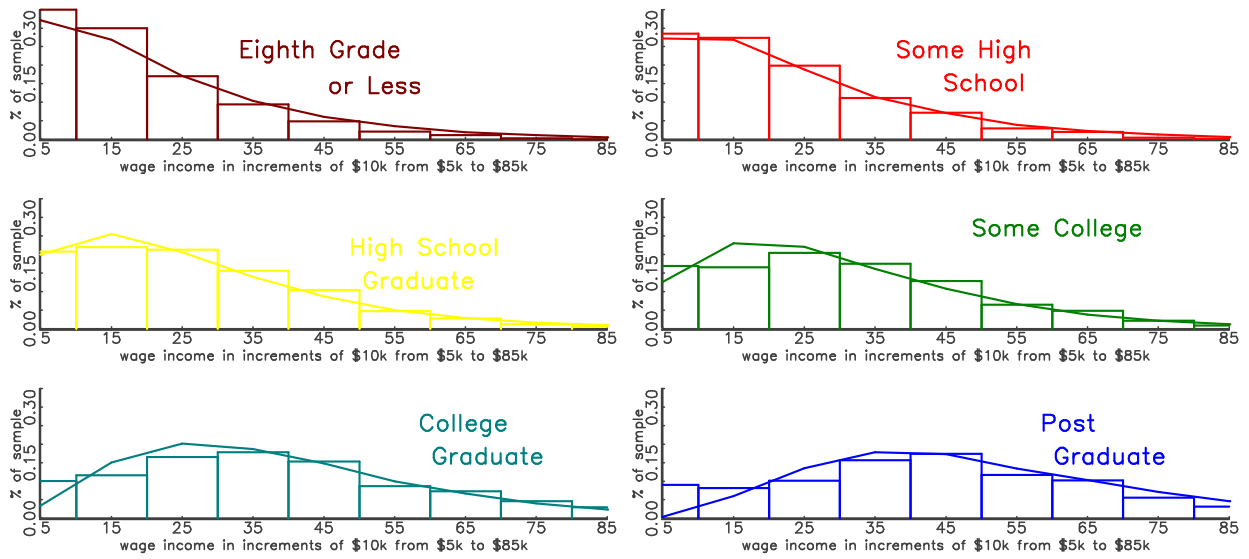 % of sample
0.00 0.15 0.30
Eighth Grade
or Less
5 15 25 35 45 55 65 75 85
wage income in increments of $10k from $5k to $85k
% of sample
0.00 0.15 0.30
Some High
School
5 15 25 35 45 55 65 75 85
wage income in increments of $10k from $5k to $85k
% of sample
0.00 0.15 0.30
High School
Graduate
5 15 25 35 45 55 65 75 85
wage income in increments of $10k from $5k to $85k
% of sample
0.00 0.15 0.30
Some College
5 15 25 35 45 55 65 75 85
wage income in increments of $10k from $5k to $85k
% of sample
0.00 0.15 0.30
College
Graduate
5 15 25 35 45 55 65 75 85
wage income in increments of $10k from $5k to $85k
% of sample
0.00 0.15 0.30
Post
Graduate
5 15 25 35 45 55 65 75 85
wage income in increments of $10k from $5k to $85k